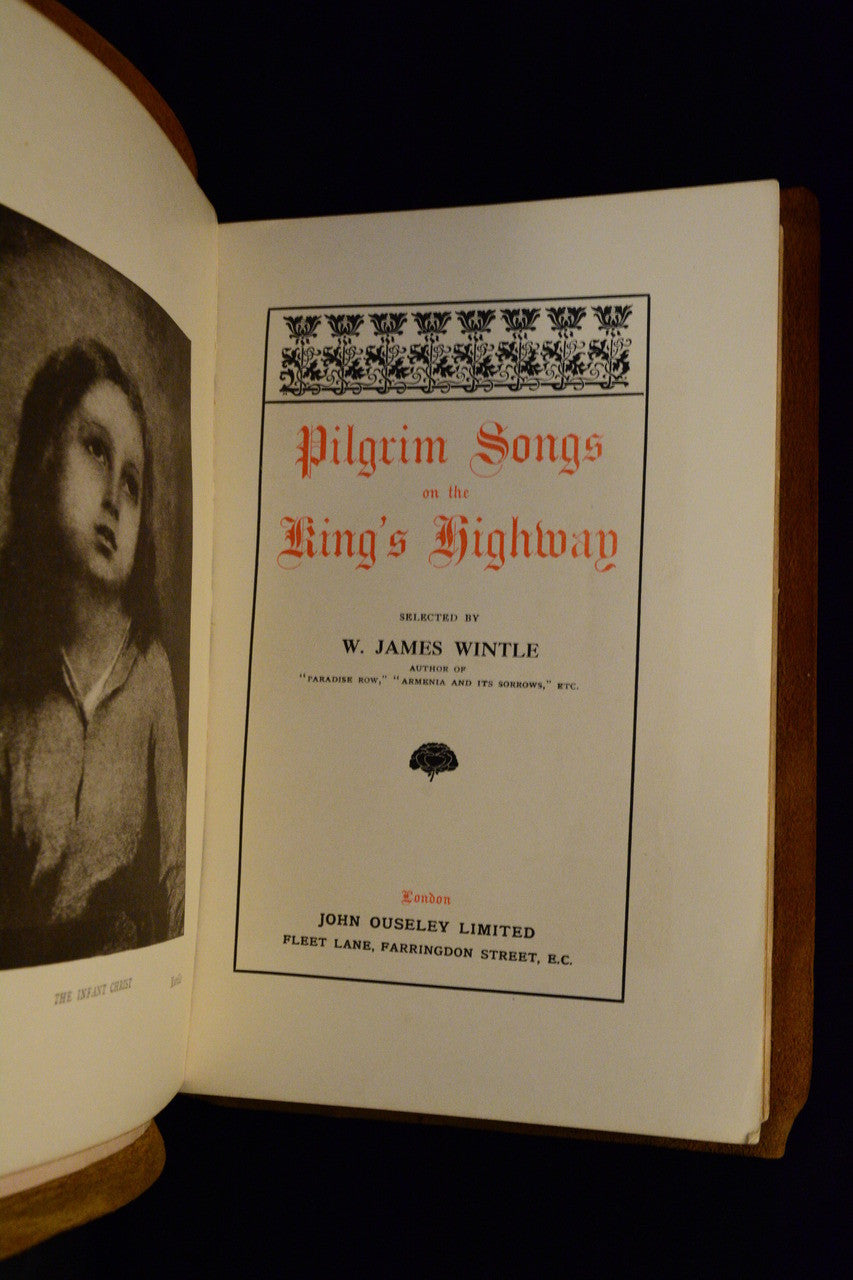 THE INFANT CHRIST
Pilgrim Songs
on the
King's Highway
SELECTED BY
W. JAMES WINTLE
AUTHOR OF
"PARADISE ROW," "ARMENIA AND ITS SORROWS," ETC.
London
JOHN OUSELEY LIMITED
FLEET LANE, FARRINGDON STREET, E.C.